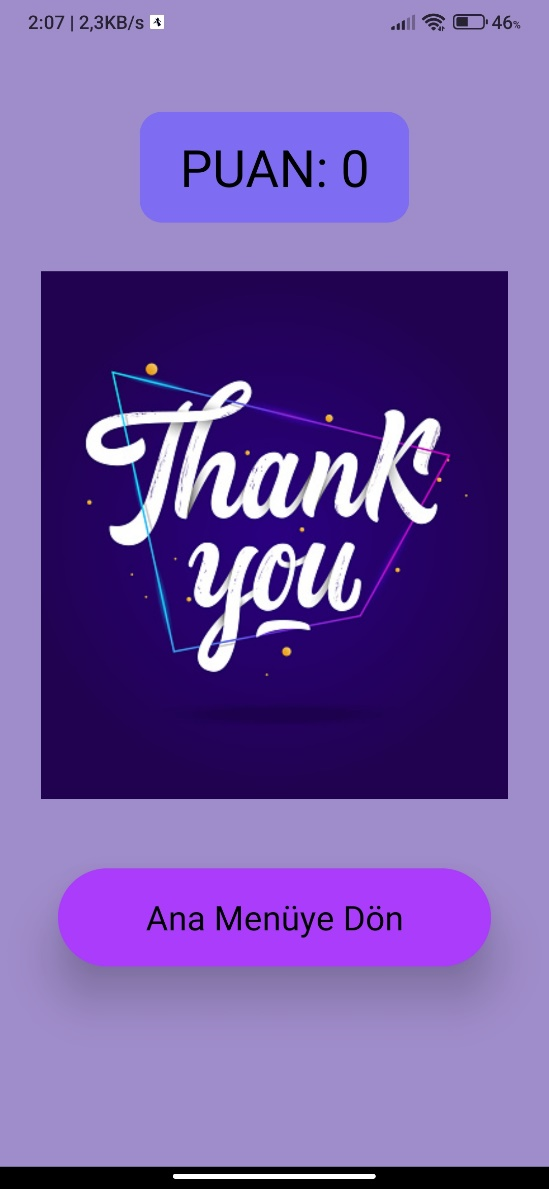 2:07 | 2,3KB/s 46%
PUAN: 0
Thank
you
Ana Menüye Dön